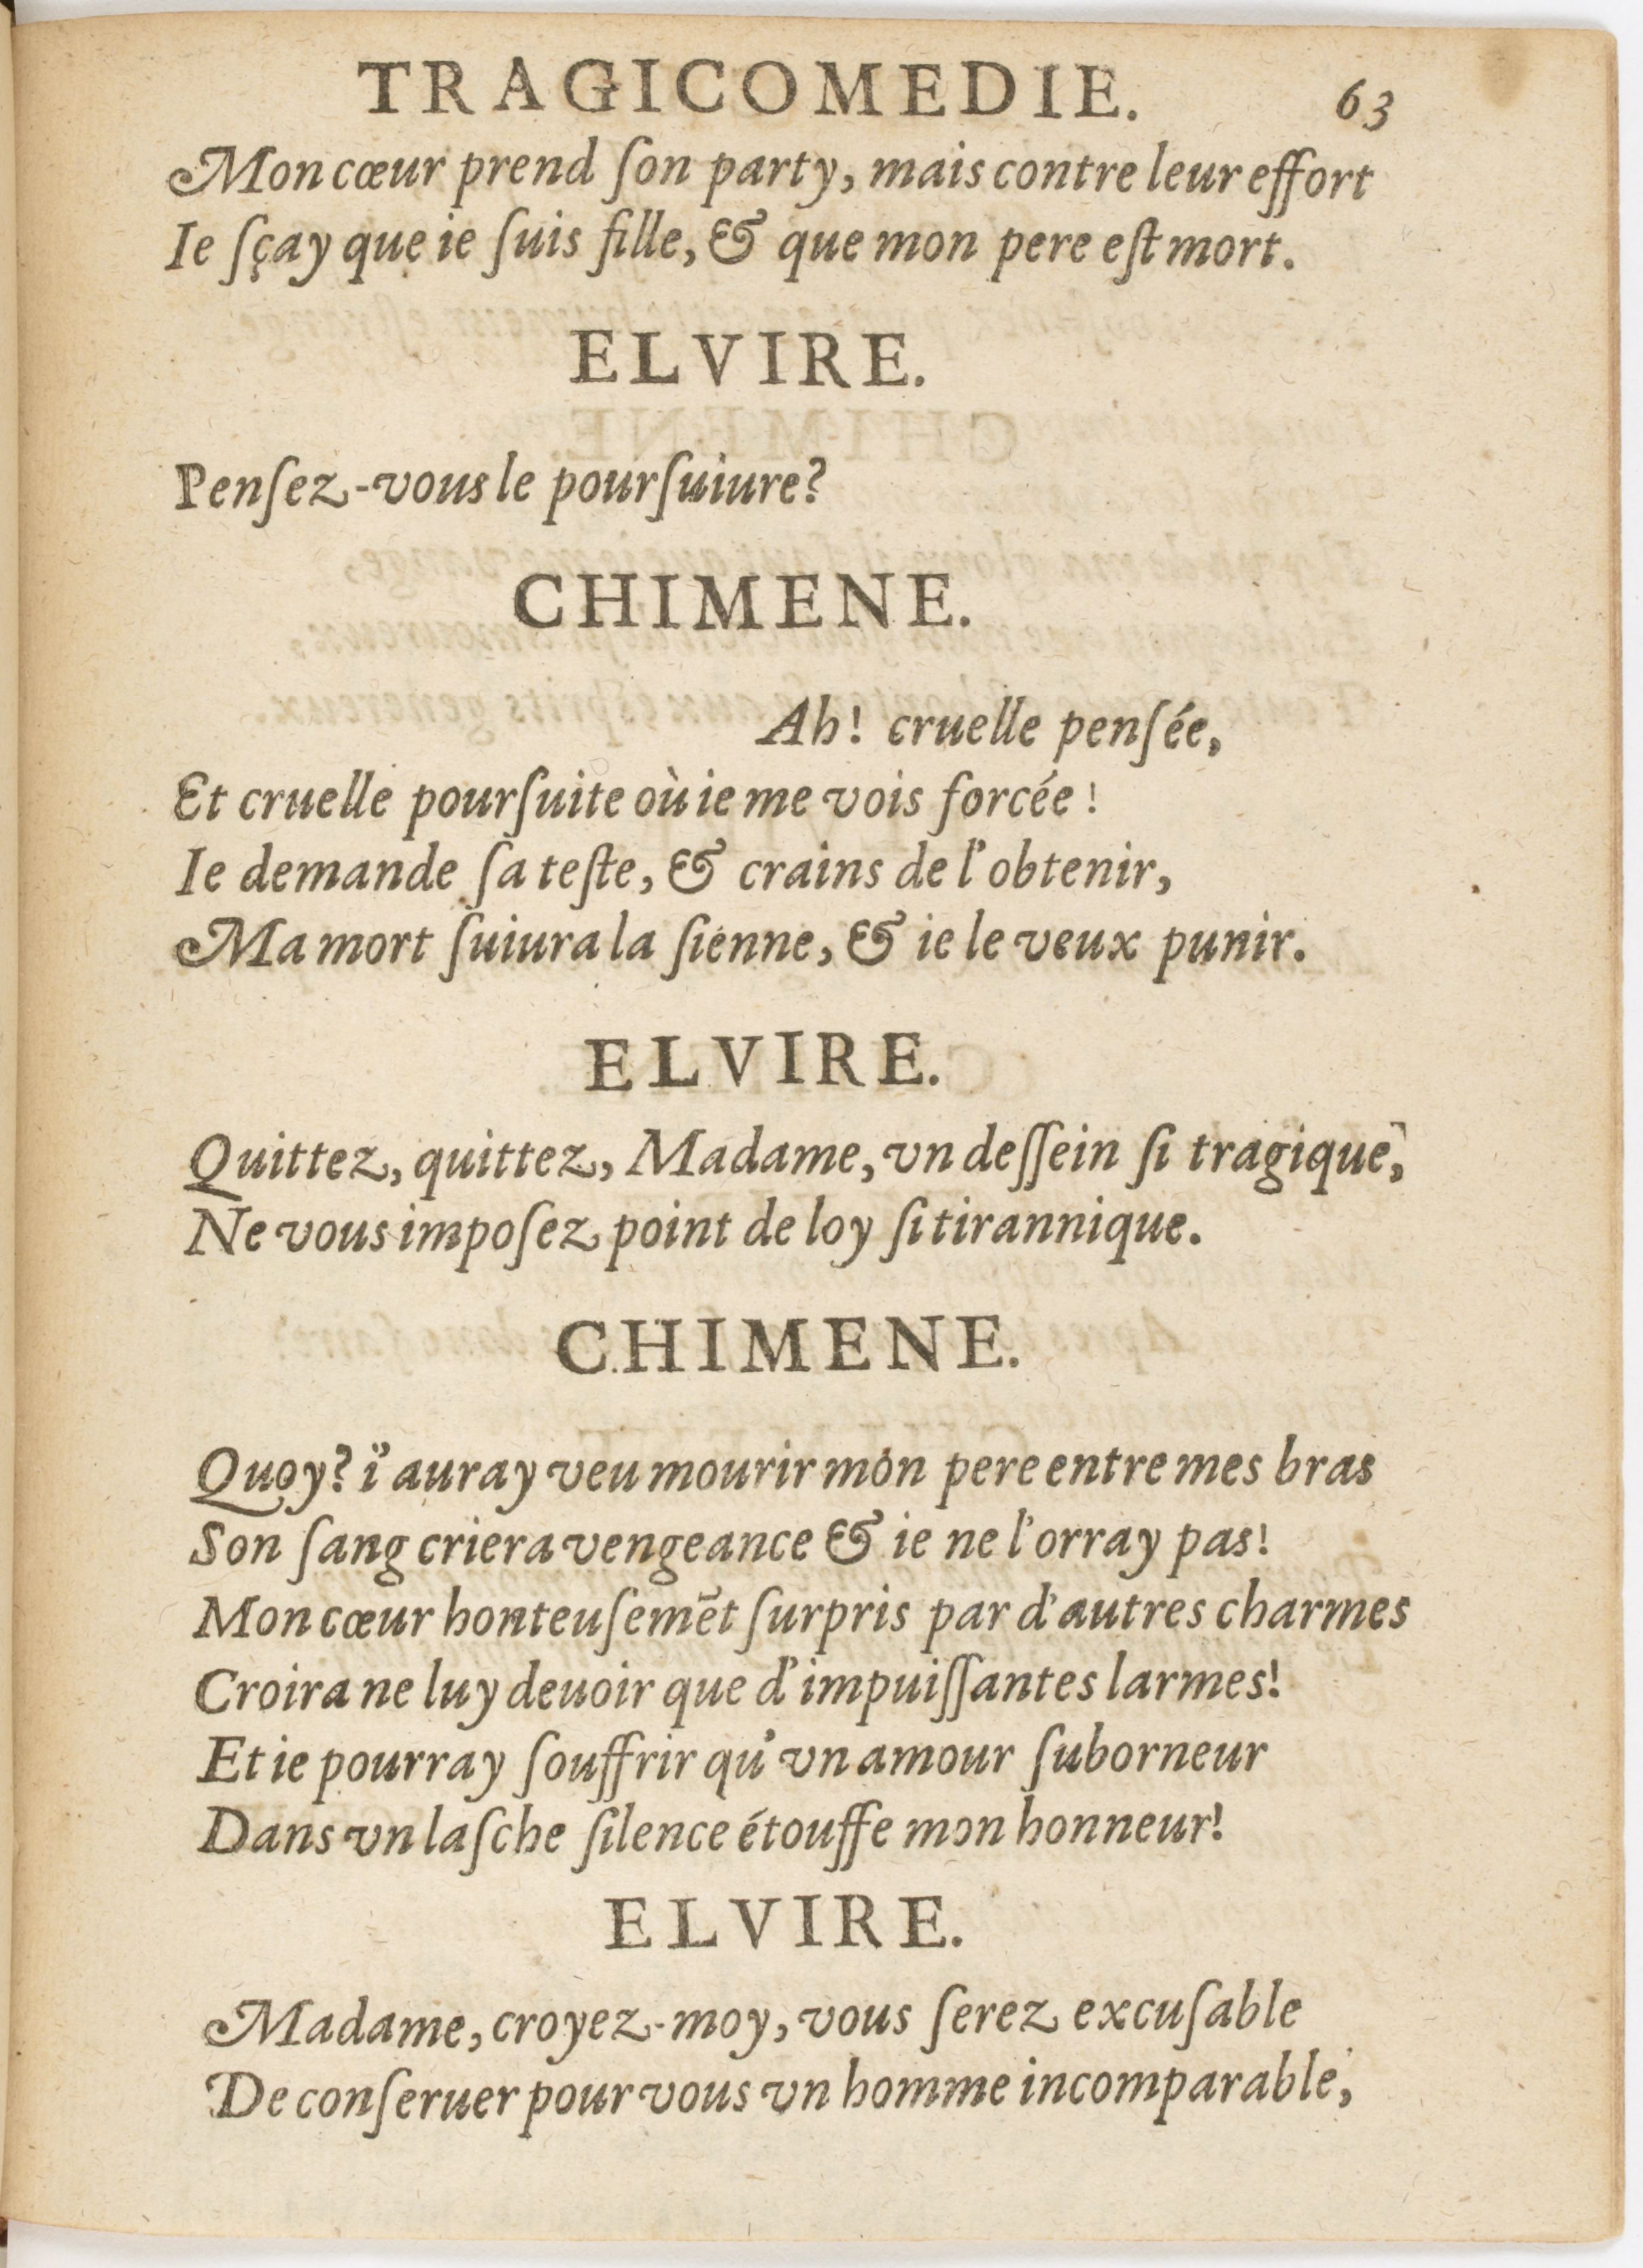 TRAGICOMEDIE. 63
Mon cœur prend ſon party, mais contre leur effort
Ie ſçay que ie ſuis fille, & que mon pere eſt mort.
ELVIRE.
Penſez-vous le pourſuiure?
CHIMENE.
Ah! cruelle penſée,
Et cruelle pourſuite où ie me vois forcée!
Ie demande ſa teſte, & crains de l'obtenir,
Ma mort ſuiura la ſienne, & ie le veux punir.
ELVIRE.
Quittez, quittez, Madame, vn deſſein ſi tragique,
Ne vous impoſez point de loy ſi tirannique.
CHIMENE.
Quoy? i'auray veu mourir mon pere entre mes bras
Son ſang criera vengeance & ie ne l'orray pas!
Mon cœur honteuſemẽt ſurpris par d'autres charmes
Croira ne luy deuoir que d'impuiſſantes larmes!
Et ie pourray ſouffrir qu'vn amour ſuborneur
Dans vn laſche ſilence étouffe mon honneur!
ELVIRE.
Madame, croyez-moy, vous ſerez excuſable
De conſeruer pour vous vn homme incomparable,